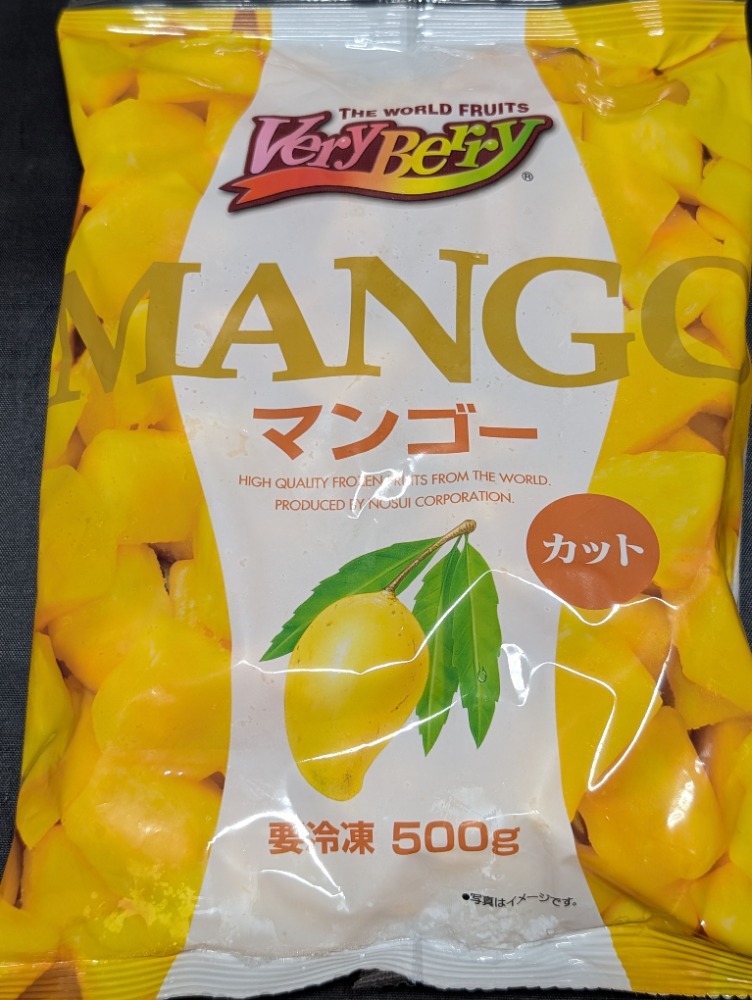 THE WORLD FRUITS
VeryBerry
®
MANGO
マンゴー
HIGH QUALITY FROZEN FRUITS FROM THE WORLD.
PRODUCED BY NOSUI CORPORATION.
カット
要冷凍 500g
●写真はイメージです。